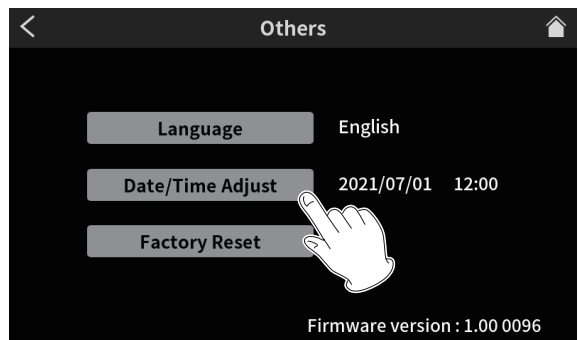 Others
Language English
Date/Time Adjust 2021/07/01 12:00
Factory Reset
Firmware version : 1.00 0096